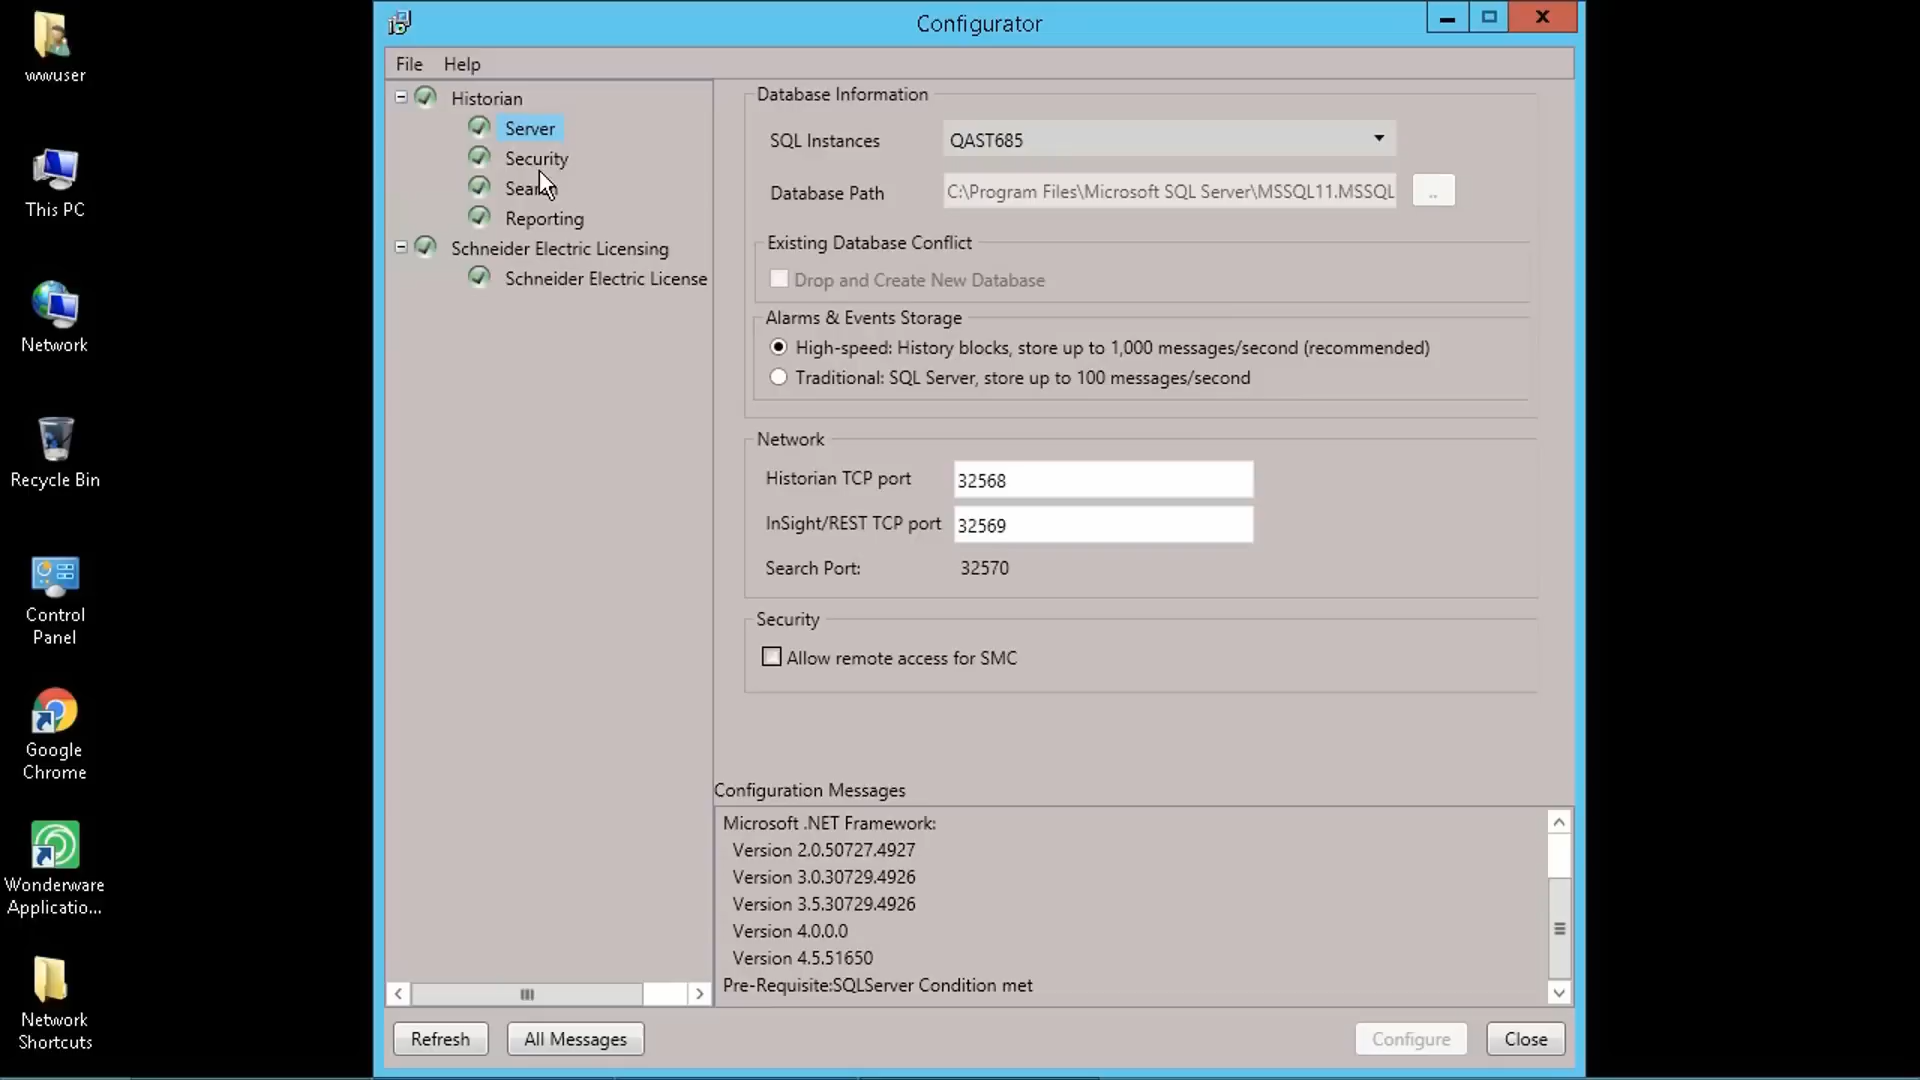 wwuser
This PC
Network
Recycle Bin
Control
Panel
Google
Chrome
Wonderware
Applicatio...
Network
Shortcuts
Configurator
File Help
Historian
Server
Security
Search
Reporting
Schneider Electric Licensing
Schneider Electric License
Database Information
SQL Instances QAST685
Database Path C:\Program Files\Microsoft SQL Server\MSSQL11.MSSQL ..
Existing Database Conflict
Drop and Create New Database
Alarms & Events Storage
High-speed: History blocks, store up to 1,000 messages/second (recommended)
Traditional: SQL Server, store up to 100 messages/second
Network
Historian TCP port 32568
InSight/REST TCP port 32569
Search Port: 32570
Security
Allow remote access for SMC
Configuration Messages
Microsoft .NET Framework:
Version 2.0.50727.4927
Version 3.0.30729.4926
Version 3.5.30729.4926
Version 4.0.0.0
Version 4.5.51650
Pre-Requisite:SQLServer Condition met
Refresh All Messages Configure Close